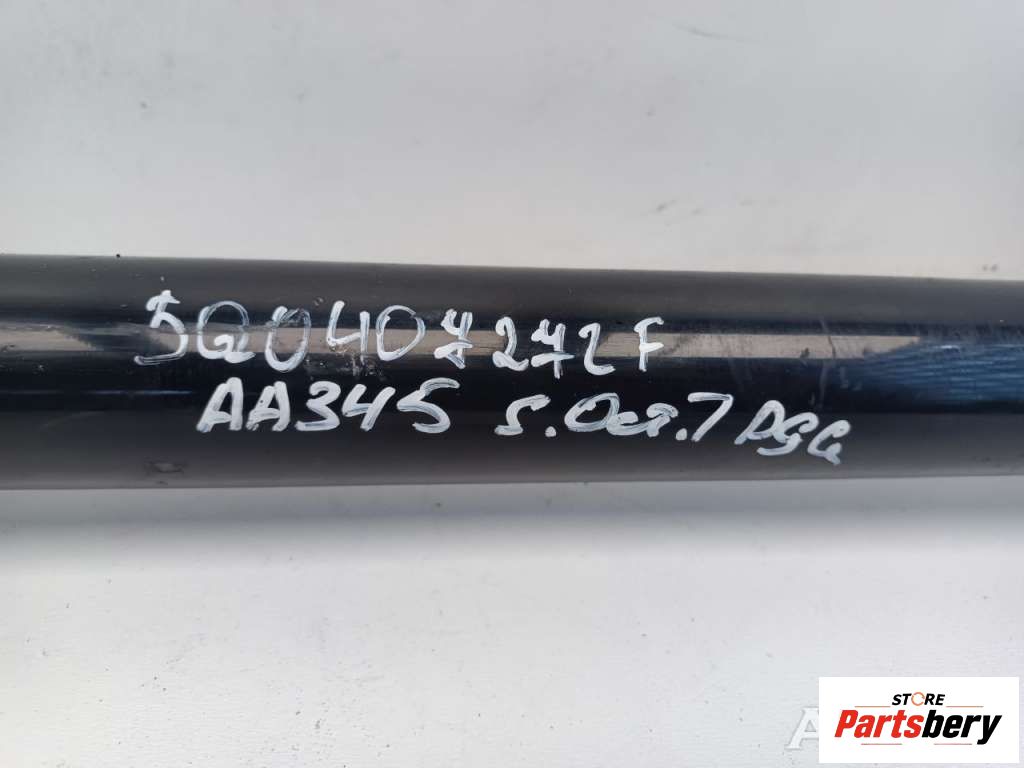 5Q0407272F
AA345 S.Oct.7 DSG
STORE
Partsbery